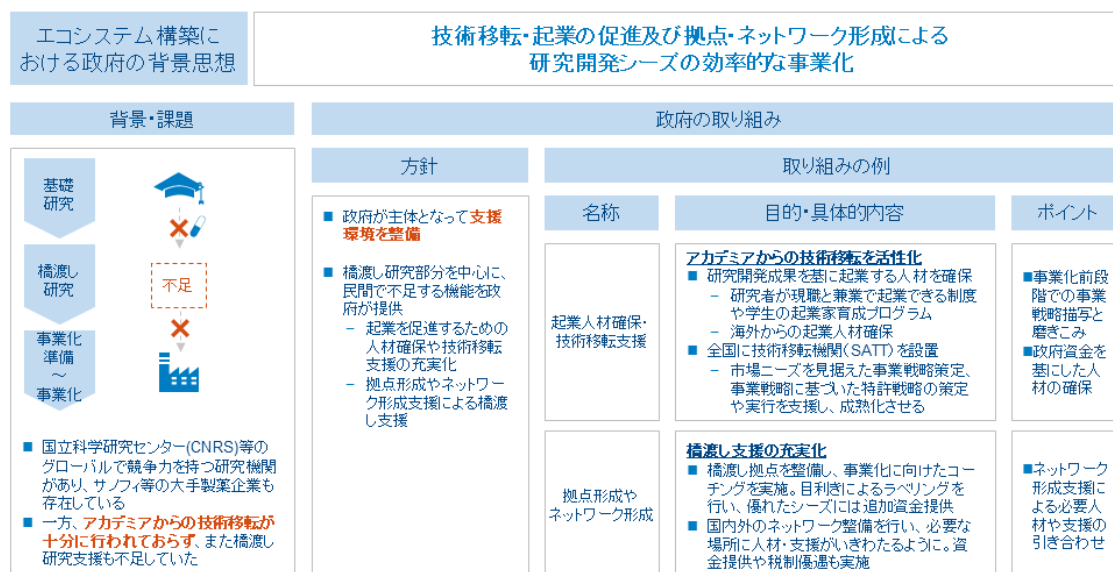 エコシステム構築に
おける政府の背景思想
技術移転・起業の促進及び拠点・ネットワーク形成による
研究開発シーズの効率的な事業化
背景・課題
政府の取り組み
基礎
研究
橋渡し
研究
不足
事業化
準備
～
事業化
■ 国立科学研究センター(CNRS)等の
グローバルで競争力を持つ研究機関
があり、サノフィ等の大手製薬企業も
存在している
■ 一方、アカデミアからの技術移転が
十分に行われておらず、また橋渡し
研究支援も不足していた
方針
■ 政府が主体となって支援
環境を整備
■ 橋渡し研究部分を中心に、
民間で不足する機能を政
府が提供
− 起業を促進するための
人材確保や技術移転
支援の充実化
− 拠点形成やネットワー
ク形成支援による橋渡
し支援
取り組みの例
名称
目的・具体的内容
ポイント
起業人材確保・
技術移転支援
アカデミアからの技術移転を活性化
■ 研究開発成果を基に起業する人材を確保
− 研究者が現職と兼業で起業できる制度
や学生の起業家育成プログラム
− 海外からの起業人材確保
■ 全国に技術移転機関(SATT)を設置
− 市場ニーズを見据えた事業戦略策定、
事業戦略に基づいた特許戦略の策定
や実行を支援し、成熟化させる
■事業化前段
階での事業
戦略描写と
磨きこみ
■政府資金を
基にした人
材の確保
拠点形成や
ネットワーク形成
橋渡し支援の充実化
■ 橋渡し拠点を整備し、事業化に向けたコー
チングを実施。目利きによるラベリングを
行い、優れたシーズには追加資金提供
■ 国内外のネットワーク整備を行い、必要な
場所に人材・支援がいきわたるように。資
金提供や税制優遇も実施
■ネットワーク
形成支援に
よる必要人
材や支援の
引き合わせ